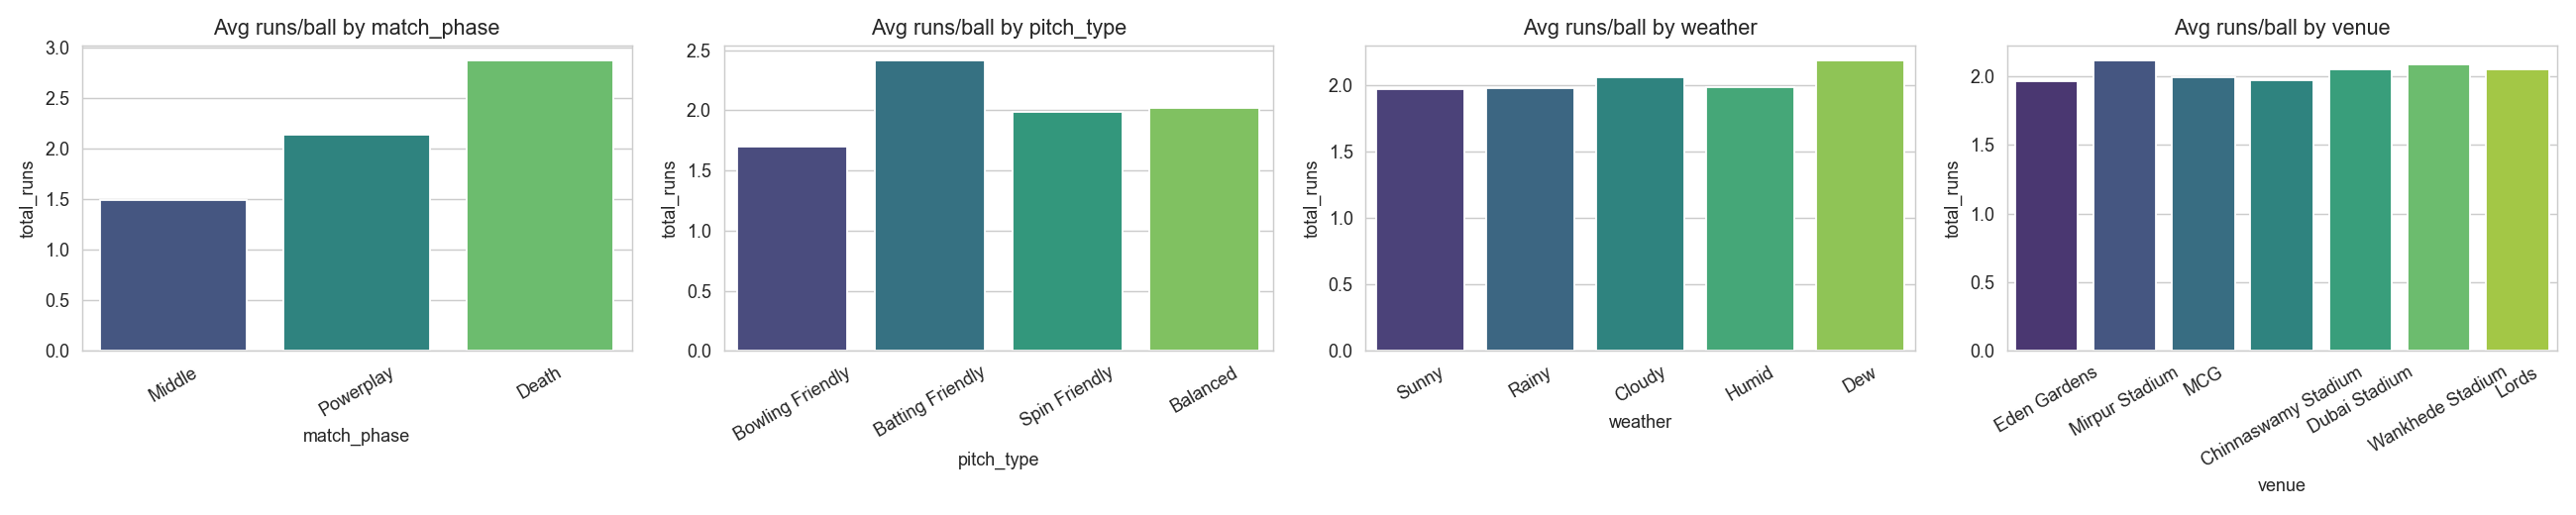 Avg runs/ball by match_phase
3.0
2.5
2.0
1.5
1.0
0.5
0.0
total_runs
Middle
Powerplay
Death
match_phase
Avg runs/ball by pitch_type
2.5
2.0
1.5
1.0
0.5
0.0
total_runs
Bowling Friendly
Batting Friendly
Spin Friendly
Balanced
pitch_type
Avg runs/ball by weather
2.0
1.5
1.0
0.5
0.0
total_runs
Sunny
Rainy
Cloudy
Humid
Dew
weather
Avg runs/ball by venue
2.0
1.5
1.0
0.5
0.0
total_runs
Eden Gardens
Mirpur Stadium
MCG
Chinnaswamy Stadium
Dubai Stadium
Wankhede Stadium
Lords
venue